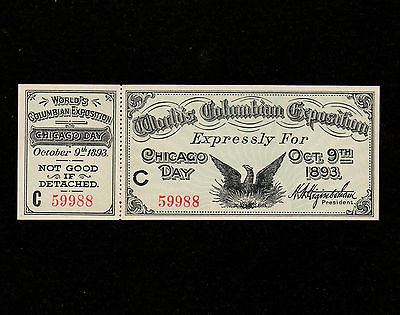 WORLD'S
COLUMBIAN EXPOSITION
CHICAGO DAY
October 9th 1893.
NOT GOOD
IF
DETACHED.
C 59988
World's Columbian Exposition
Expressly For
CHICAGO DAY
OCT. 9TH 1893.
C
59988
H. N. Higinbotham
President.